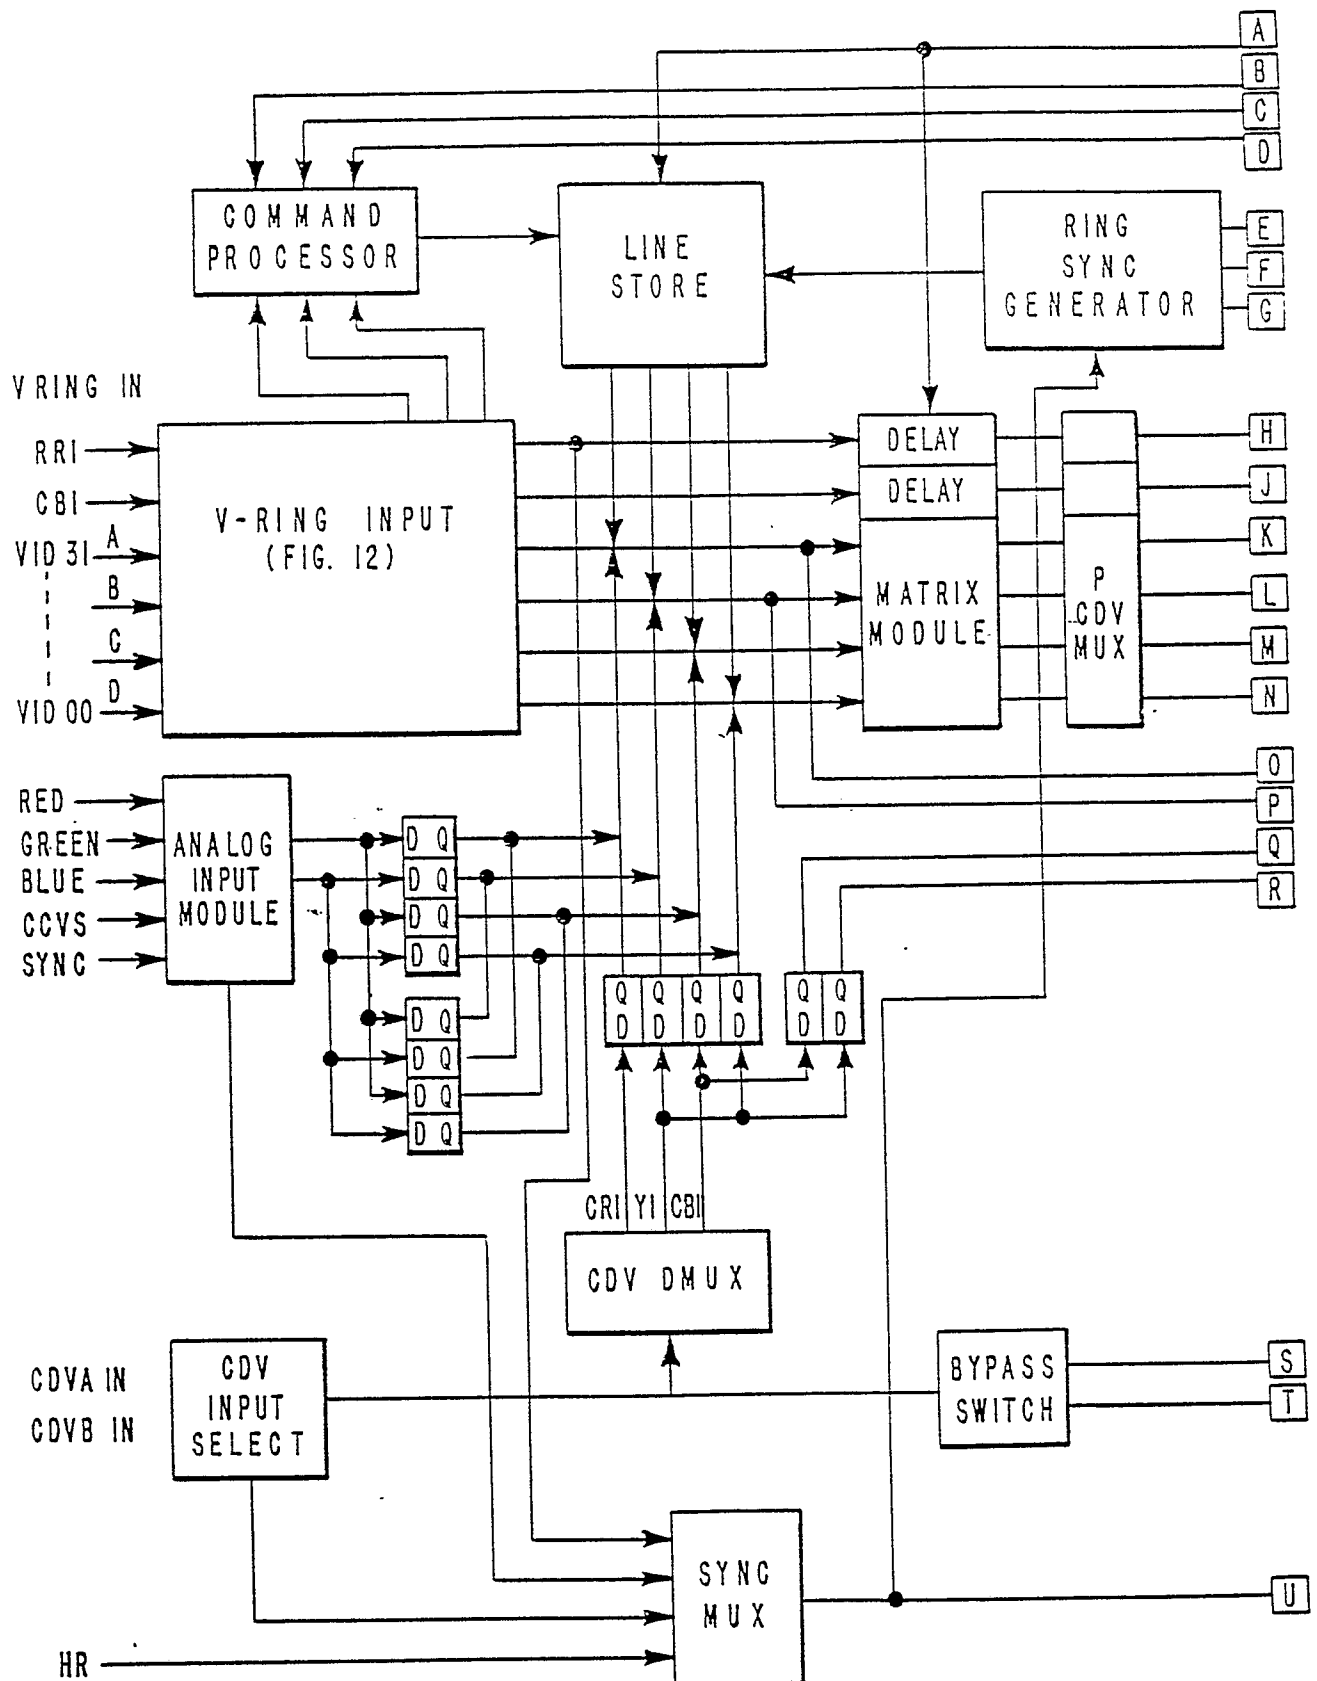 A
B
C
D
COMMAND
PROCESSOR
LINE
STORE
RING
SYNC
GENERATOR
E
F
G
V RING IN
RRI
CBI
VID 31
A
B
C
D
VID 00
V-RING INPUT
(FIG. 12)
DELAY
DELAY
MATRIX
MODULE
P
CDV
MUX
H
J
K
L
M
N
O
P
Q
R
RED
GREEN
BLUE
CCVS
SYNC
ANALOG
INPUT
MODULE
D Q
D Q
D Q
D Q
D Q
D Q
D Q
D Q
Q Q Q Q
D D D D
Q Q
D D
CRI YI CBI
CDV DMUX
CDVA IN
CDVB IN
CDV
INPUT
SELECT
BYPASS
SWITCH
S
T
SYNC
MUX
U
HR